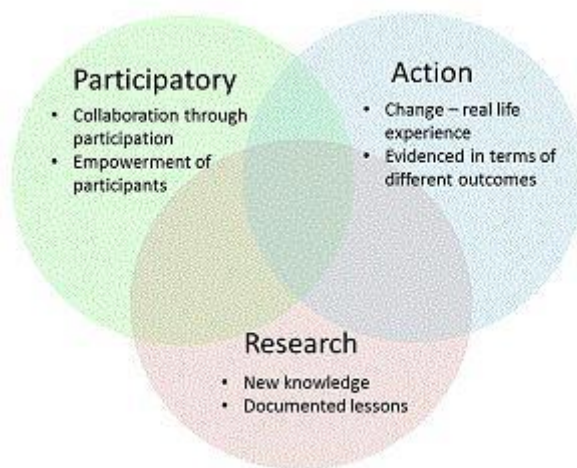 Participatory
• Collaboration through
participation
• Empowerment of
participants
Action
• Change – real life
experience
• Evidenced in terms of
different outcomes
Research
• New knowledge
• Documented lessons